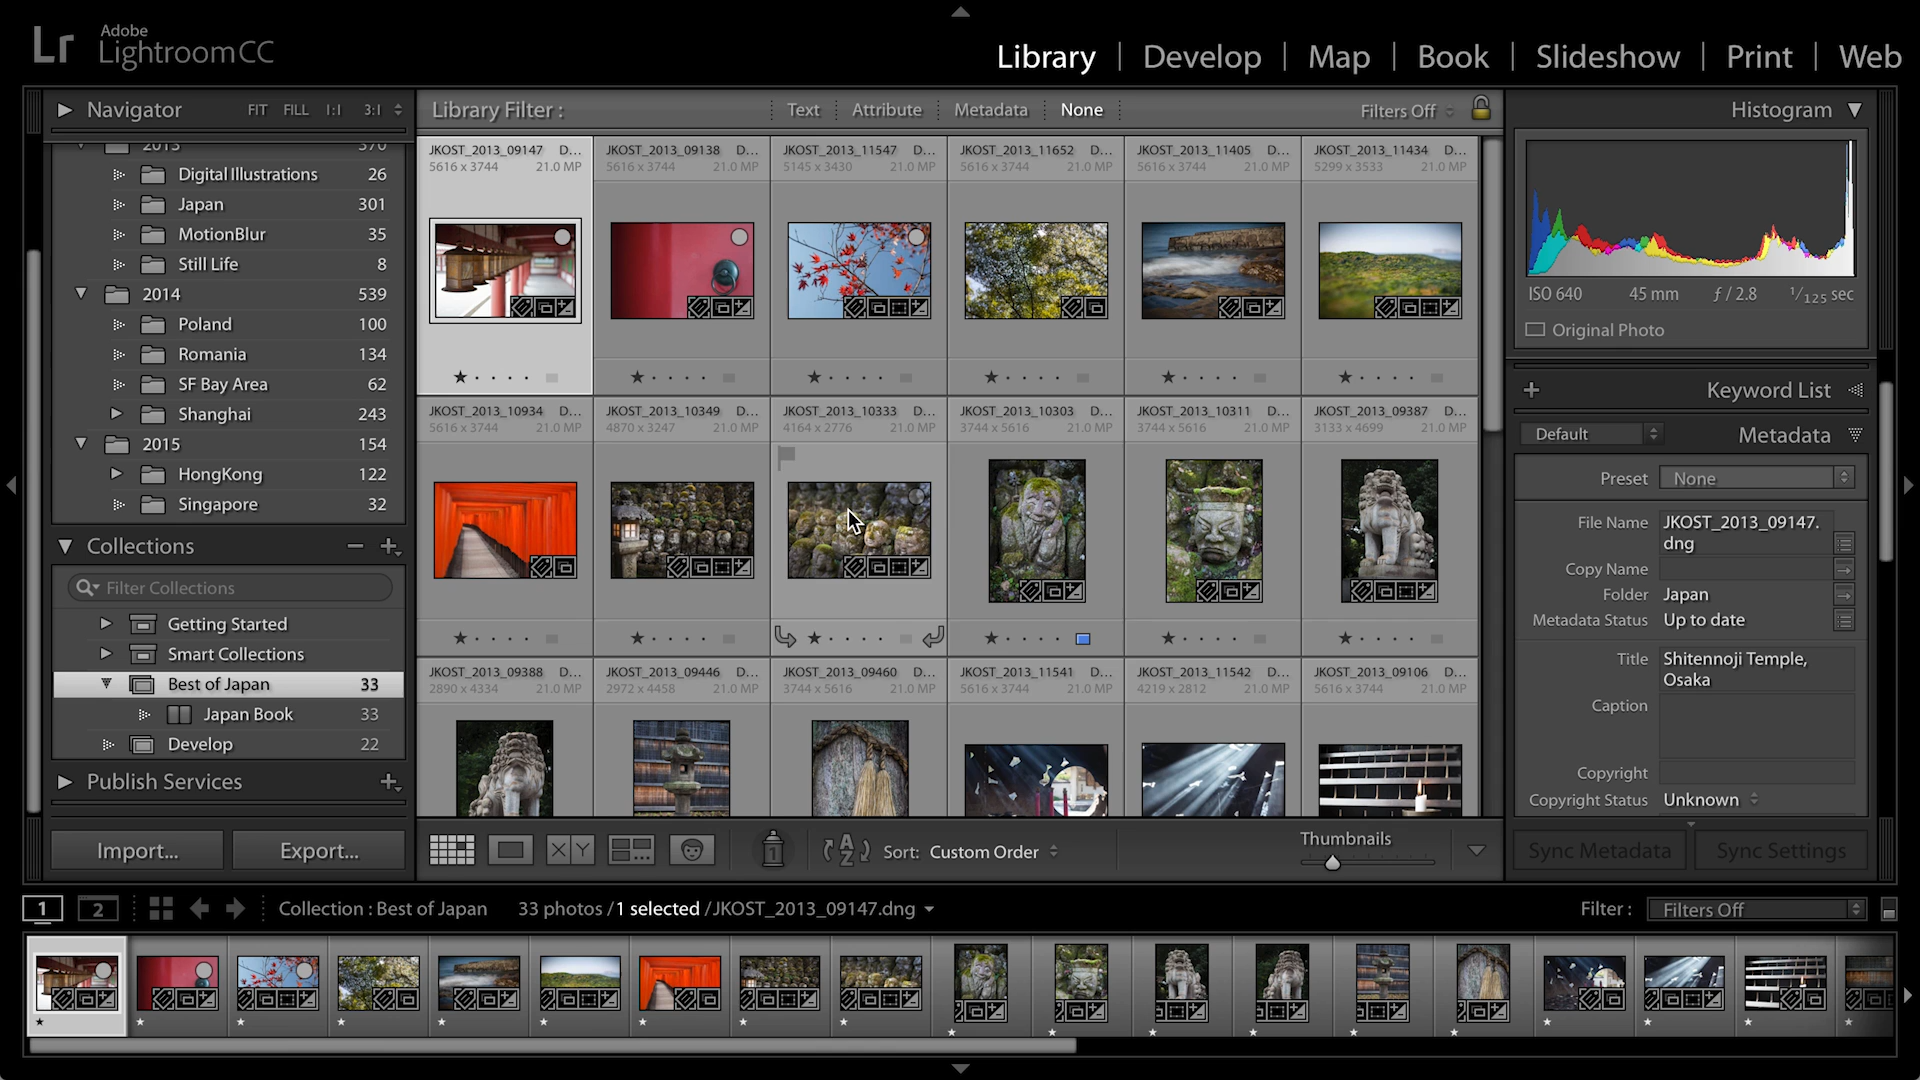 Lr
Adobe
Lightroom CC
Library | Develop | Map | Book | Slideshow | Print | Web
Navigator FIT FILL 1:1 3:1
2013 370
Digital Illustrations 26
Japan 301
MotionBlur 35
Still Life 8
2014 539
Poland 100
Romania 134
SF Bay Area 62
Shanghai 243
2015 154
HongKong 122
Singapore 32
Collections
Filter Collections
Getting Started
Smart Collections
Best of Japan 33
Japan Book 33
Develop 22
Publish Services
Import... Export...
Library Filter : Text Attribute Metadata None Filters Off
JKOST_2013_09147 D... JKOST_2013_09138 D... JKOST_2013_11547 D... JKOST_2013_11652 D... JKOST_2013_11405 D... JKOST_2013_11434 D...
5616 x 3744 21.0 MP 5616 x 3744 21.0 MP 5145 x 3430 21.0 MP 5616 x 3744 21.0 MP 5616 x 3744 21.0 MP 5299 x 3533 21.0 MP
JKOST_2013_10934 D... JKOST_2013_10349 D... JKOST_2013_10333 D... JKOST_2013_10303 D... JKOST_2013_10311 D... JKOST_2013_09387 D...
5616 x 3744 21.0 MP 4870 x 3247 21.0 MP 4164 x 2776 21.0 MP 3744 x 5616 21.0 MP 3744 x 5616 21.0 MP 3133 x 4699 21.0 MP
JKOST_2013_09388 D... JKOST_2013_09446 D... JKOST_2013_09460 D... JKOST_2013_11541 D... JKOST_2013_11542 D... JKOST_2013_09106 D...
2890 x 4334 21.0 MP 2972 x 4458 21.0 MP 3744 x 5616 21.0 MP 5616 x 3744 21.0 MP 4219 x 2812 21.0 MP 5616 x 3744 21.0 MP
X Y 1 A Z Sort: Custom Order Thumbnails
Histogram
ISO 640 45 mm ƒ / 2.8 1/125 sec
Original Photo
Keyword List
Default Metadata
Preset None
File Name JKOST_2013_09147.
dng
Copy Name
Folder Japan
Metadata Status Up to date
Title Shitennoji Temple,
Osaka
Caption
Copyright
Copyright Status Unknown
Sync Metadata Sync Settings
1 2 Collection : Best of Japan 33 photos / 1 selected / JKOST_2013_09147.dng Filter : Filters Off